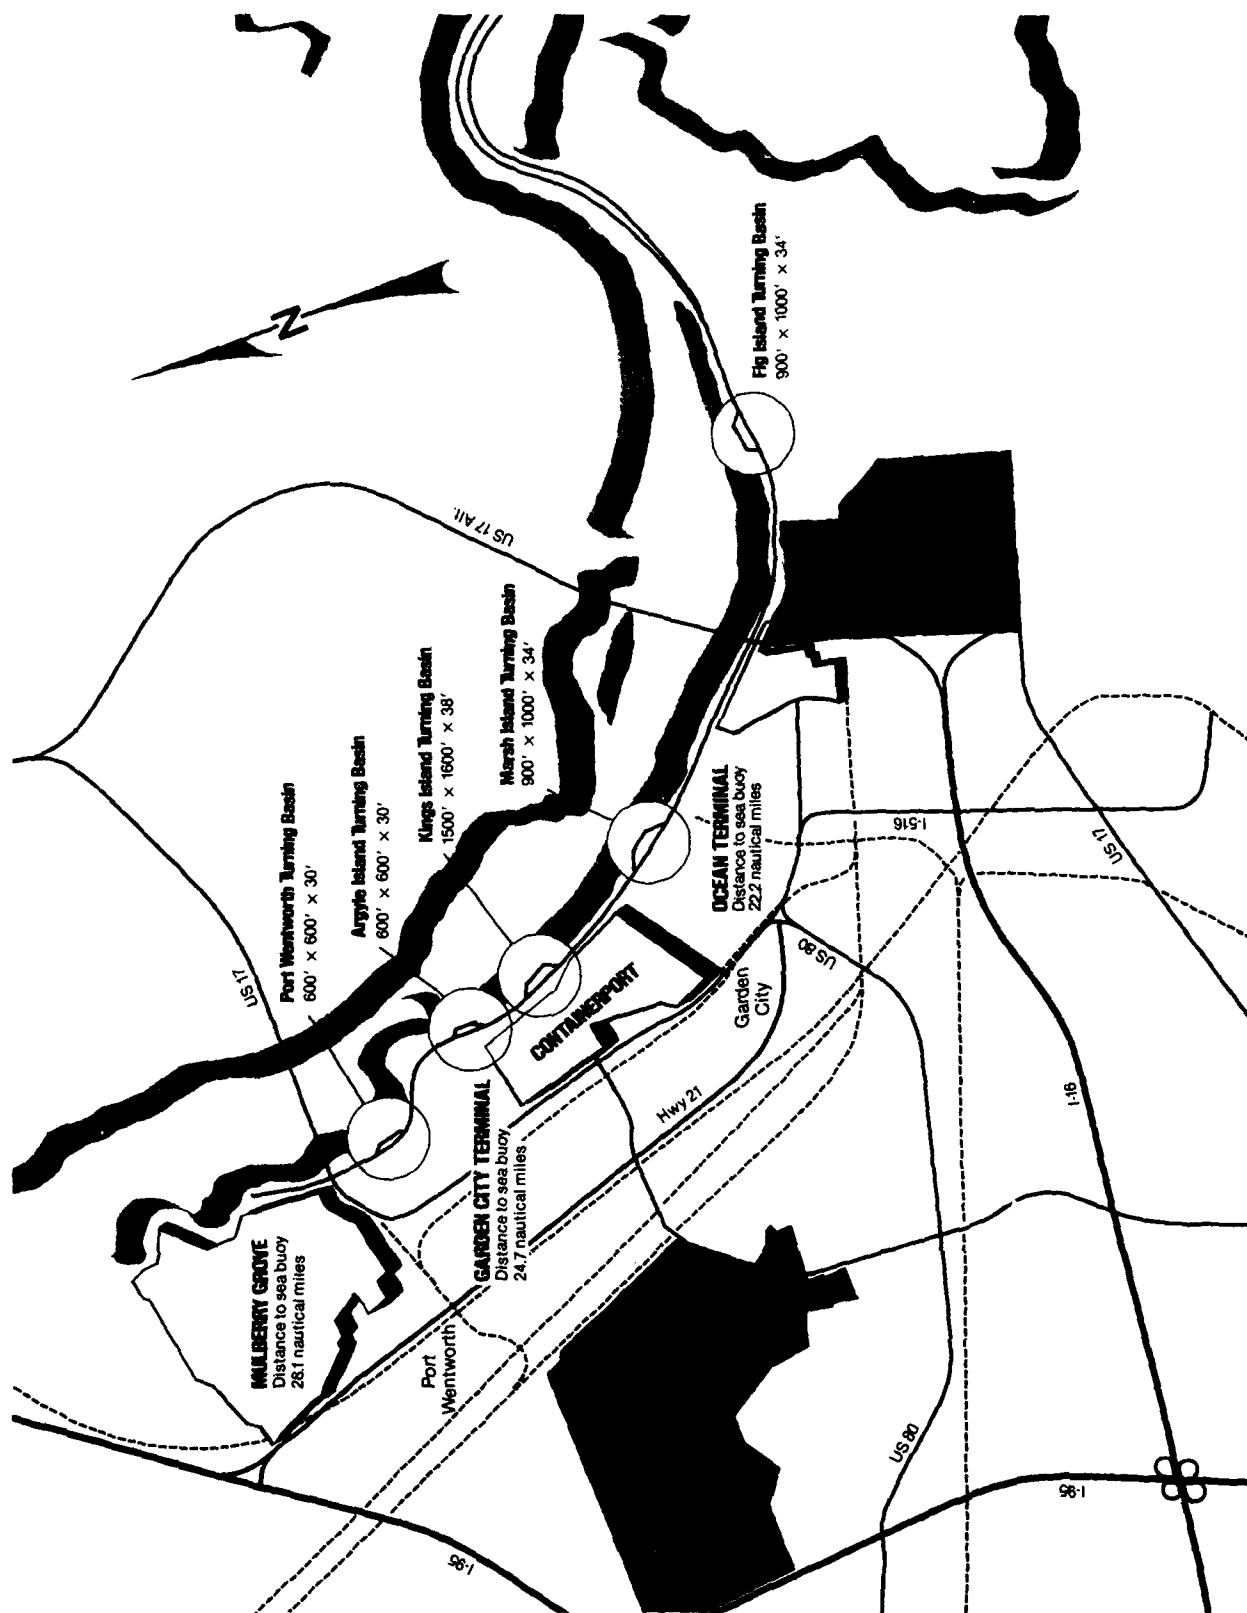 N
US 17 Alt.
Fig Island Turning Basin
900′ × 1000′ × 34′
Marsh Island Turning Basin
900′ × 1000′ × 34′
Kings Island Turning Basin
1500′ × 1600′ × 38′
Argyle Island Turning Basin
600′ × 600′ × 30′
Port Wentworth Turning Basin
600′ × 600′ × 30′
US 17
MULBERRY GROVE
Distance to sea buoy
28.1 nautical miles
GARDEN CITY TERMINAL
Distance to sea buoy
24.7 nautical miles
CONTAINERPORT
OCEAN TERMINAL
Distance to sea buoy
22.2 nautical miles
Garden
City
Port
Wentworth
Hwy 21
US 80
I-516
US 17
I-16
US 80
I-95
I-95